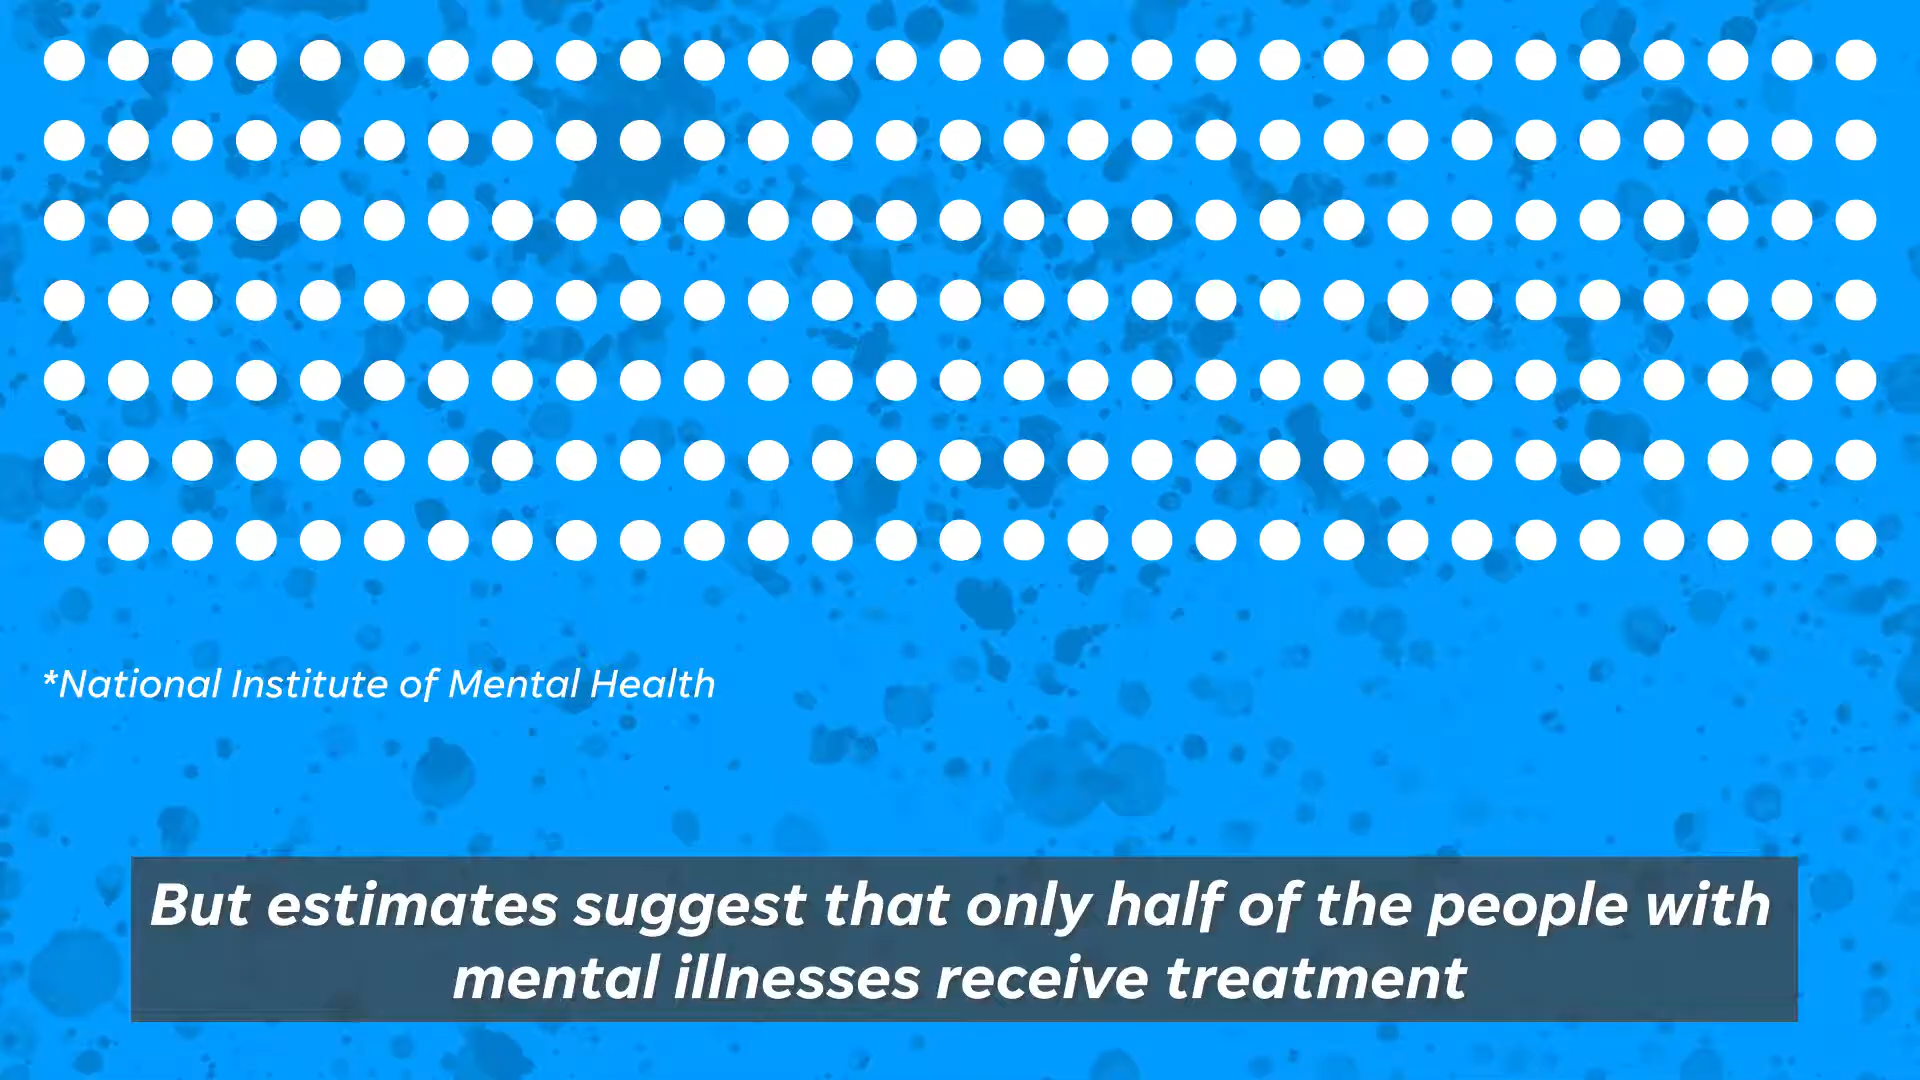 *National Institute of Mental Health
But estimates suggest that only half of the people with
mental illnesses receive treatment